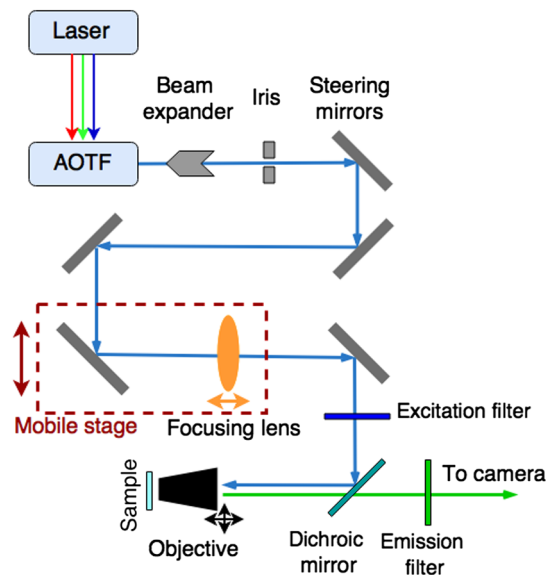 Laser
AOTF
Beam
expander
Iris
Steering
mirrors
Mobile stage
Focusing lens
Excitation filter
Sample
Objective
Dichroic
mirror
To camera
Emission
filter